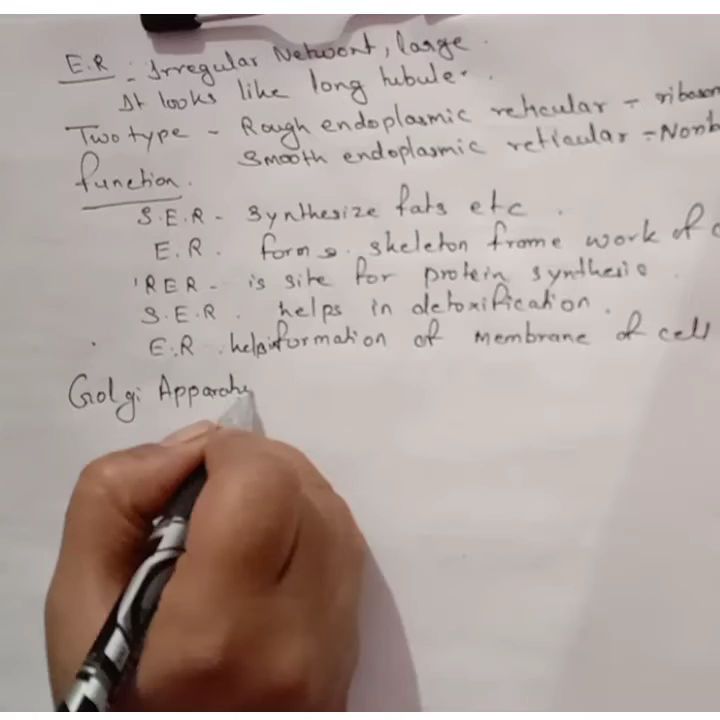 E.R - Irregular Network, large.
It looks like long tubule.
Two type - Rough endoplasmic reticular - ribosom
Smooth endoplasmic reticular - Non
function.
S.E.R - Synthesize fats etc.
E.R. forms skeleton frame work of
RER - is site for protein synthesis.
S.E.R. helps in detoxification.
E.R. helps information of membrane of cell
Golgi Apparatu